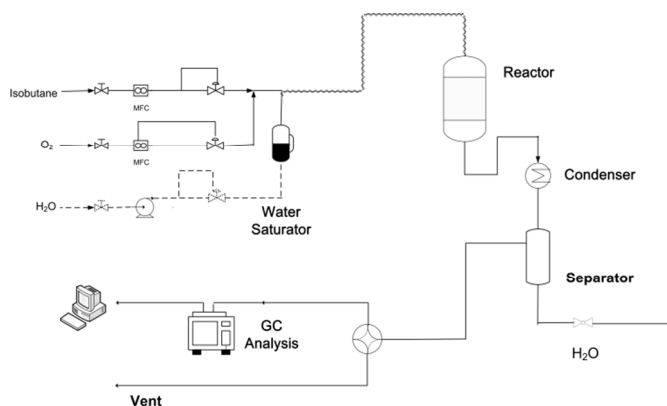 Isobutane
MFC
O₂
MFC
H₂O
Water
Saturator
Reactor
Condenser
Separator
H₂O
GC
Analysis
Vent